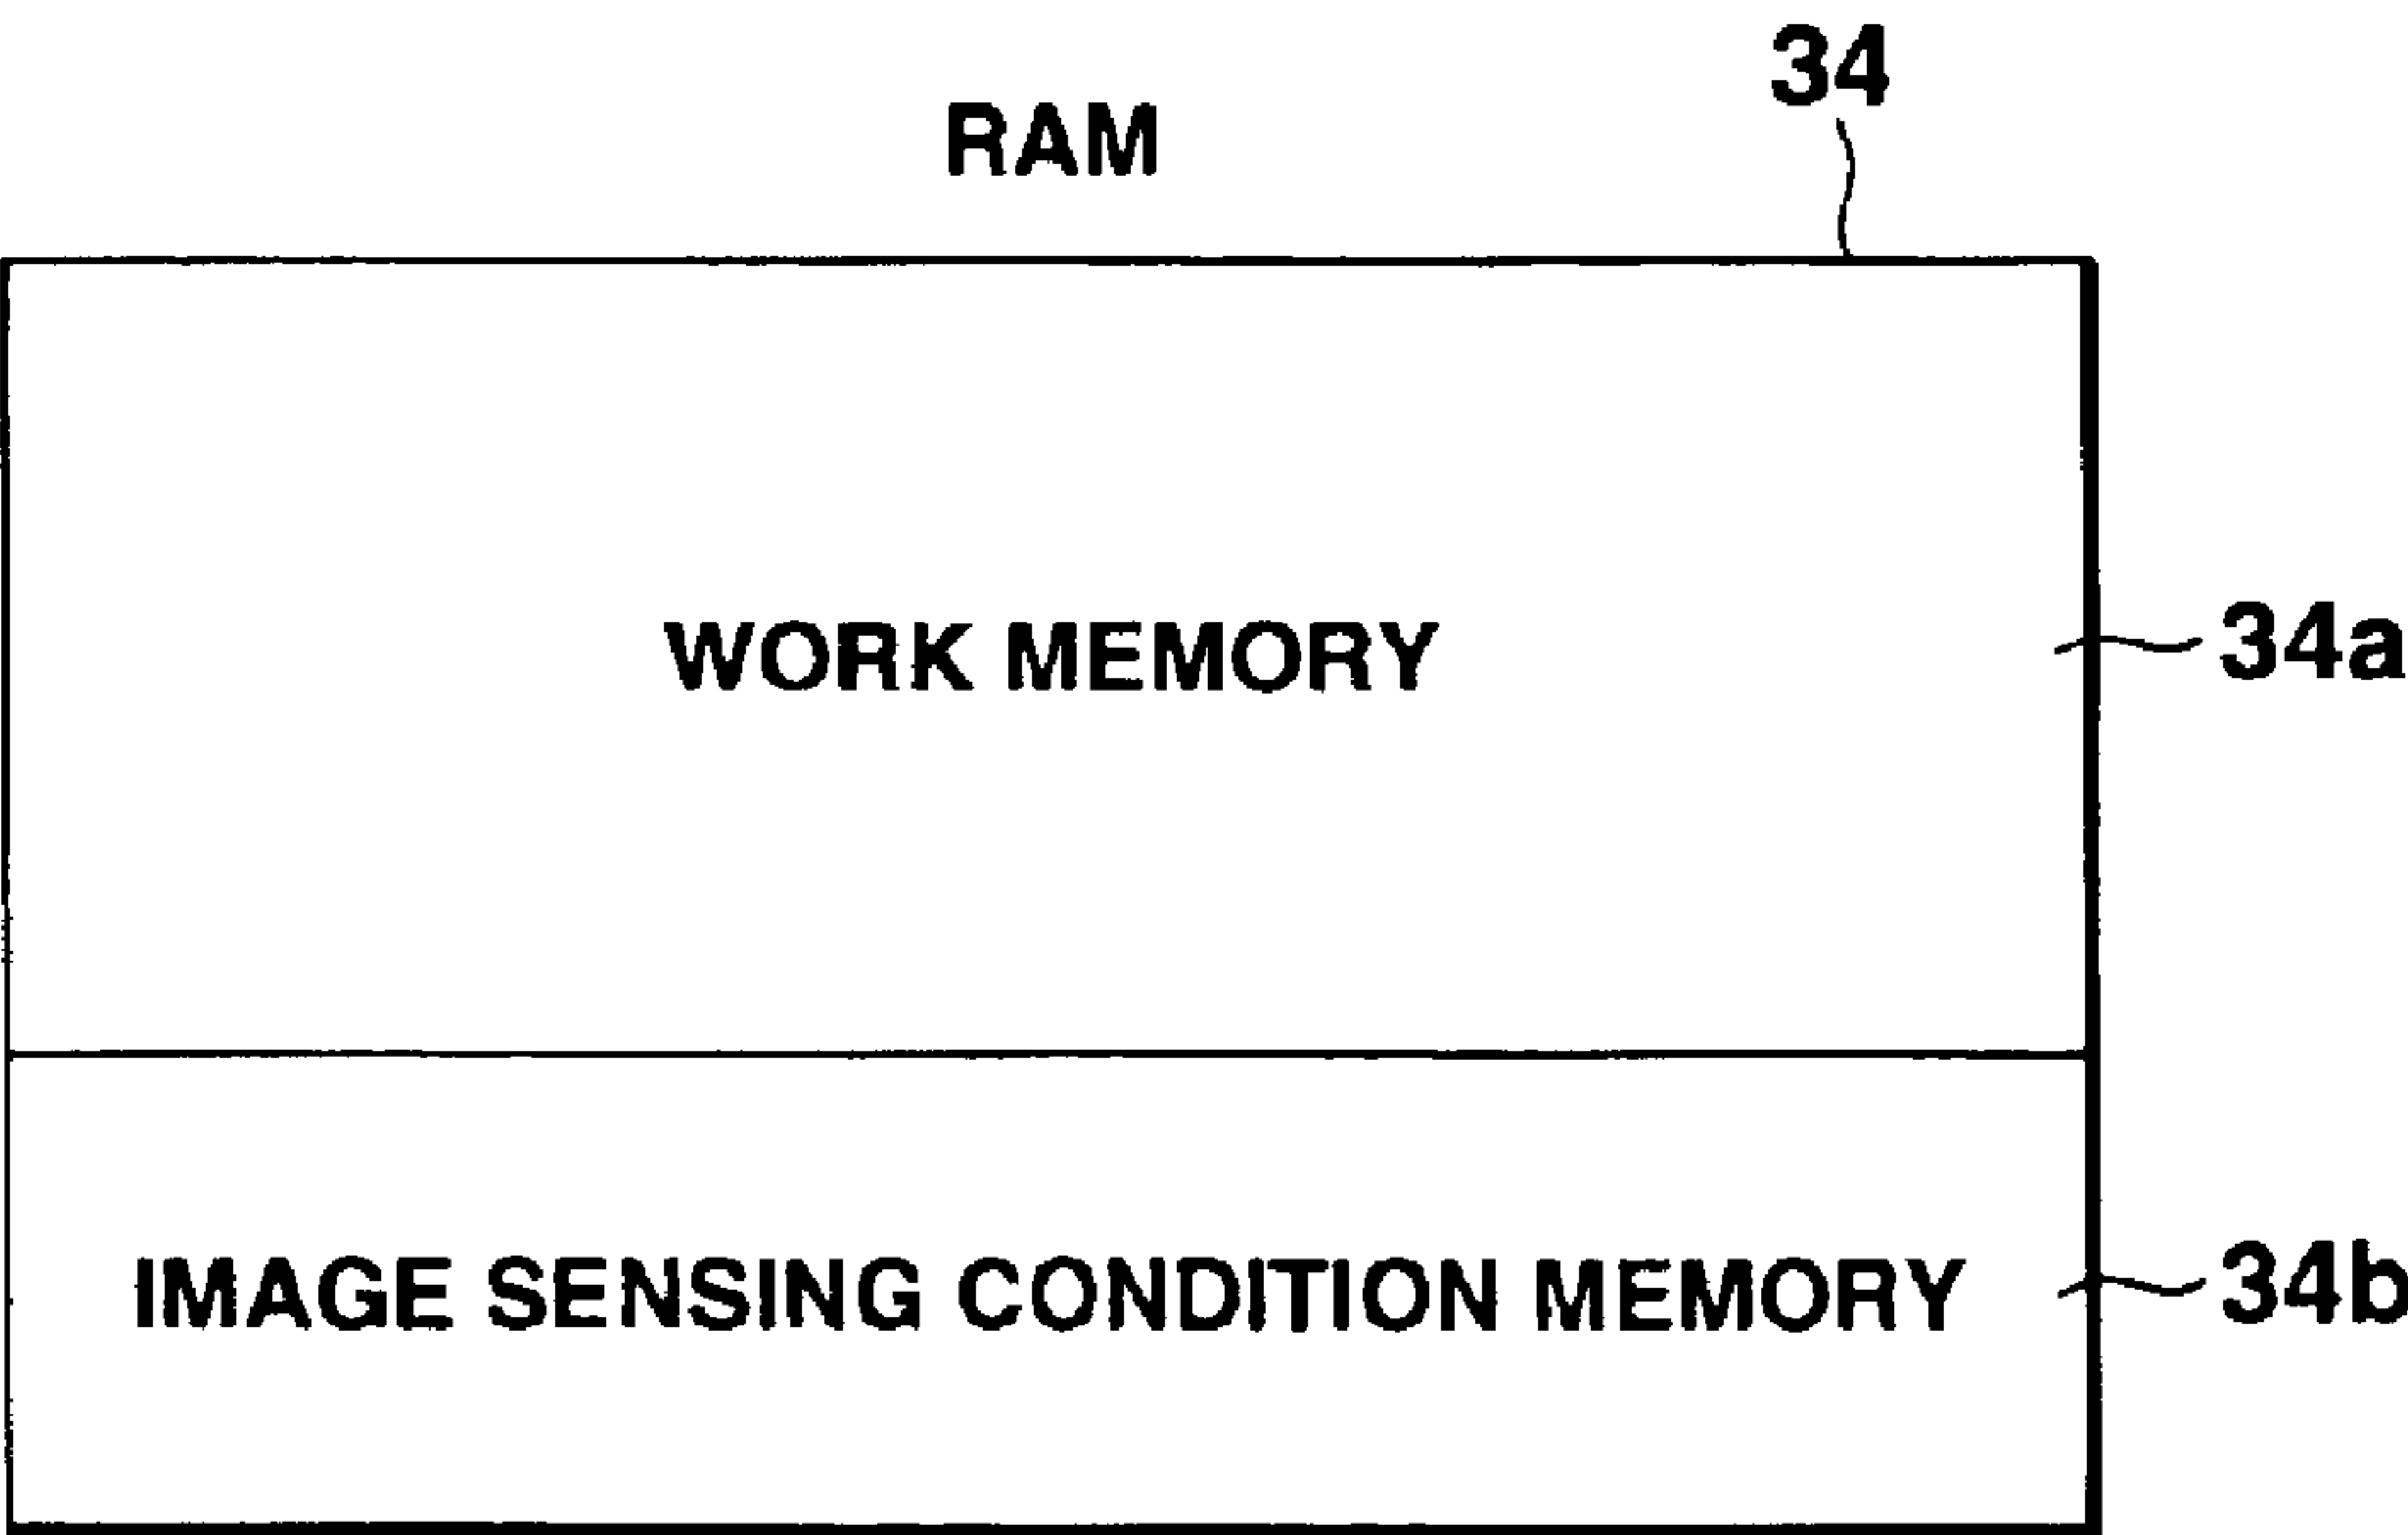 34
RAM
WORK MEMORY
34a
IMAGE SENSING CONDITION MEMORY
34b